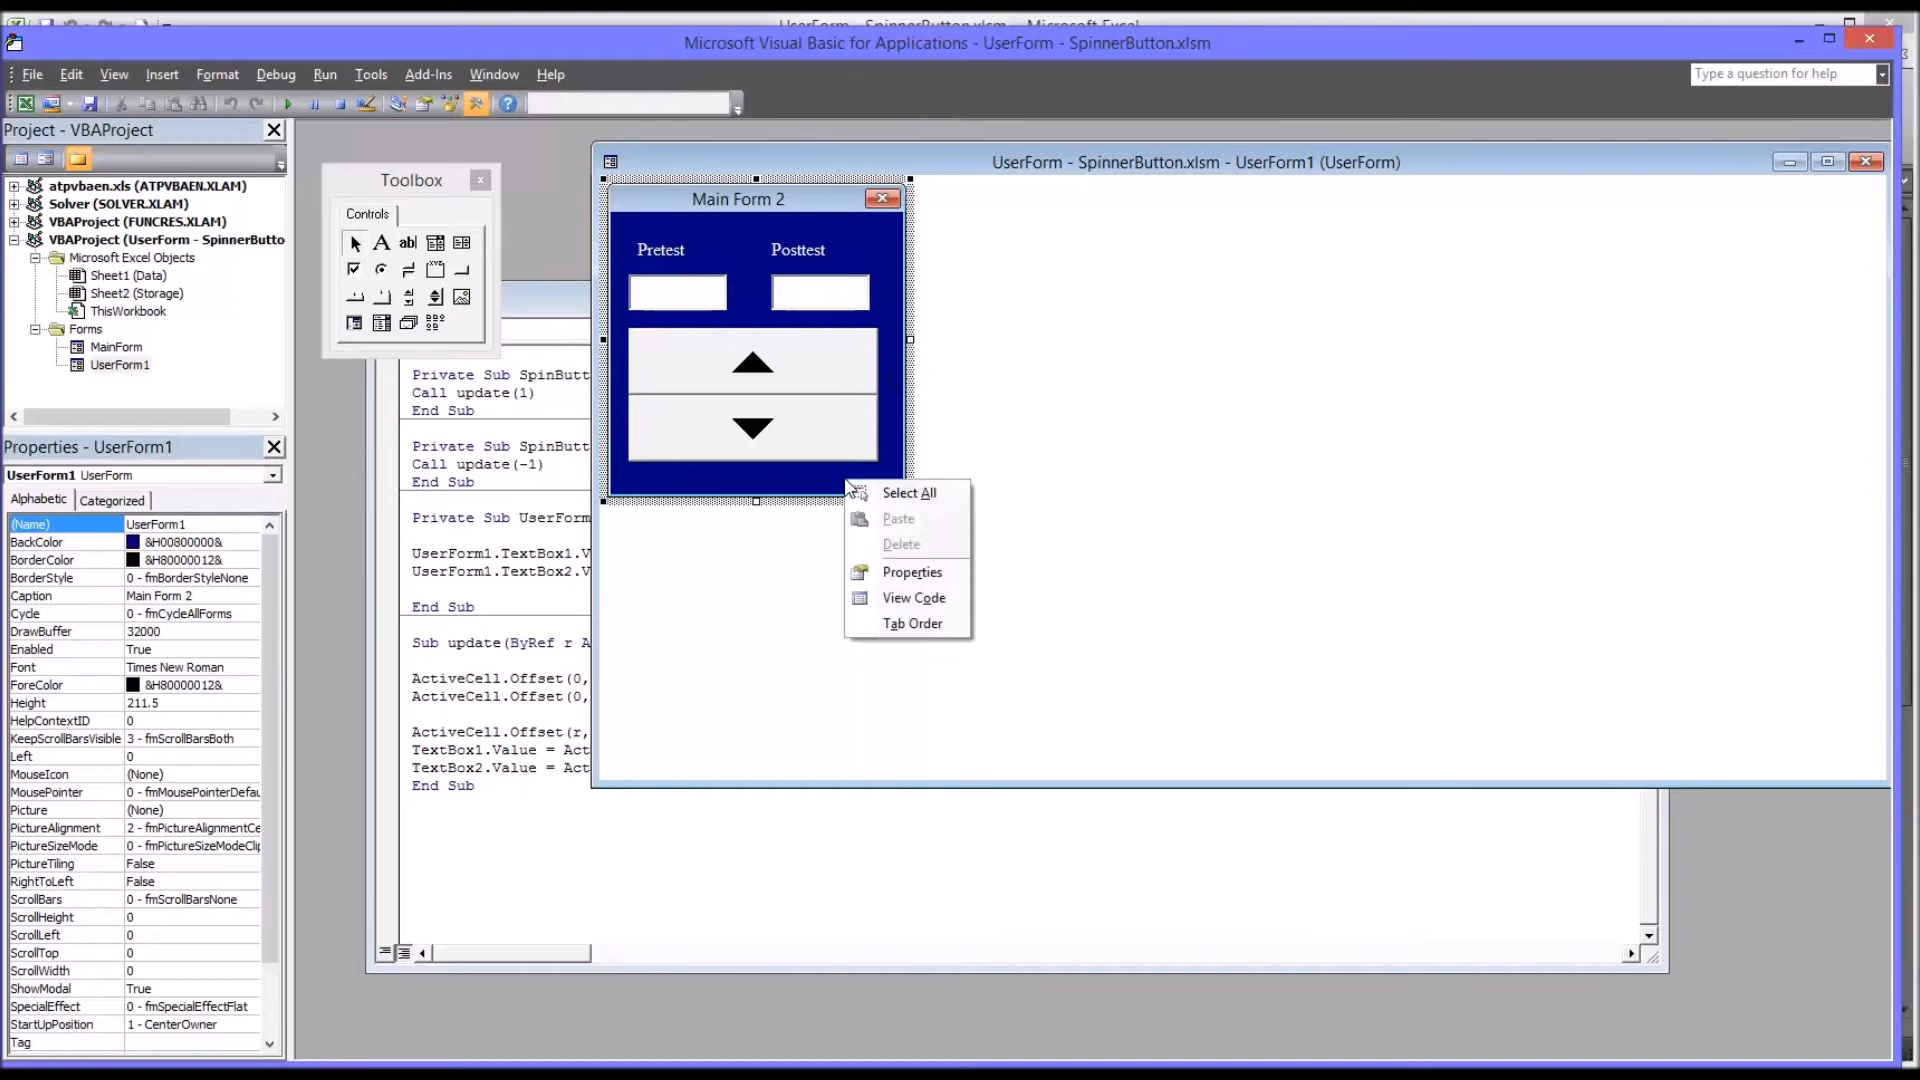 UserForm - SpinnerButton.xlsm - Microsoft Excel
Microsoft Visual Basic for Applications - UserForm - SpinnerButton.xlsm
File Edit View Insert Format Debug Run Tools Add-Ins Window Help
Type a question for help
Project - VBAProject
atpvbaen.xls (ATPVBAEN.XLAM)
Solver (SOLVER.XLAM)
VBAProject (FUNCRES.XLAM)
VBAProject (UserForm - SpinnerButto
Microsoft Excel Objects
Sheet1 (Data)
Sheet2 (Storage)
ThisWorkbook
Forms
MainForm
UserForm1
Properties - UserForm1
UserForm1 UserForm
Alphabetic Categorized
(Name) UserForm1
BackColor &H00800000&
BorderColor &H80000012&
BorderStyle 0 - fmBorderStyleNone
Caption Main Form 2
Cycle 0 - fmCycleAllForms
DrawBuffer 32000
Enabled True
Font Times New Roman
ForeColor &H80000012&
Height 211.5
HelpContextID 0
KeepScrollBarsVisible 3 - fmScrollBarsBoth
Left 0
MouseIcon (None)
MousePointer 0 - fmMousePointerDefau
Picture (None)
PictureAlignment 2 - fmPictureAlignmentCe
PictureSizeMode 0 - fmPictureSizeModeClip
PictureTiling False
RightToLeft False
ScrollBars 0 - fmScrollBarsNone
ScrollHeight 0
ScrollLeft 0
ScrollTop 0
ScrollWidth 0
ShowModal True
SpecialEffect 0 - fmSpecialEffectFlat
StartUpPosition 1 - CenterOwner
Tag
Toolbox
Controls
A ab|
Private Sub SpinButt
Call update(1)
End Sub
Private Sub SpinButt
Call update(-1)
End Sub
Private Sub UserForm
UserForm1.TextBox1.V
UserForm1.TextBox2.V
End Sub
Sub update(ByRef r A
ActiveCell.Offset(0,
ActiveCell.Offset(0,
ActiveCell.Offset(r,
TextBox1.Value = Act
TextBox2.Value = Act
End Sub
UserForm - SpinnerButton.xlsm - UserForm1 (UserForm)
Main Form 2
Pretest Posttest
Select All
Paste
Delete
Properties
View Code
Tab Order